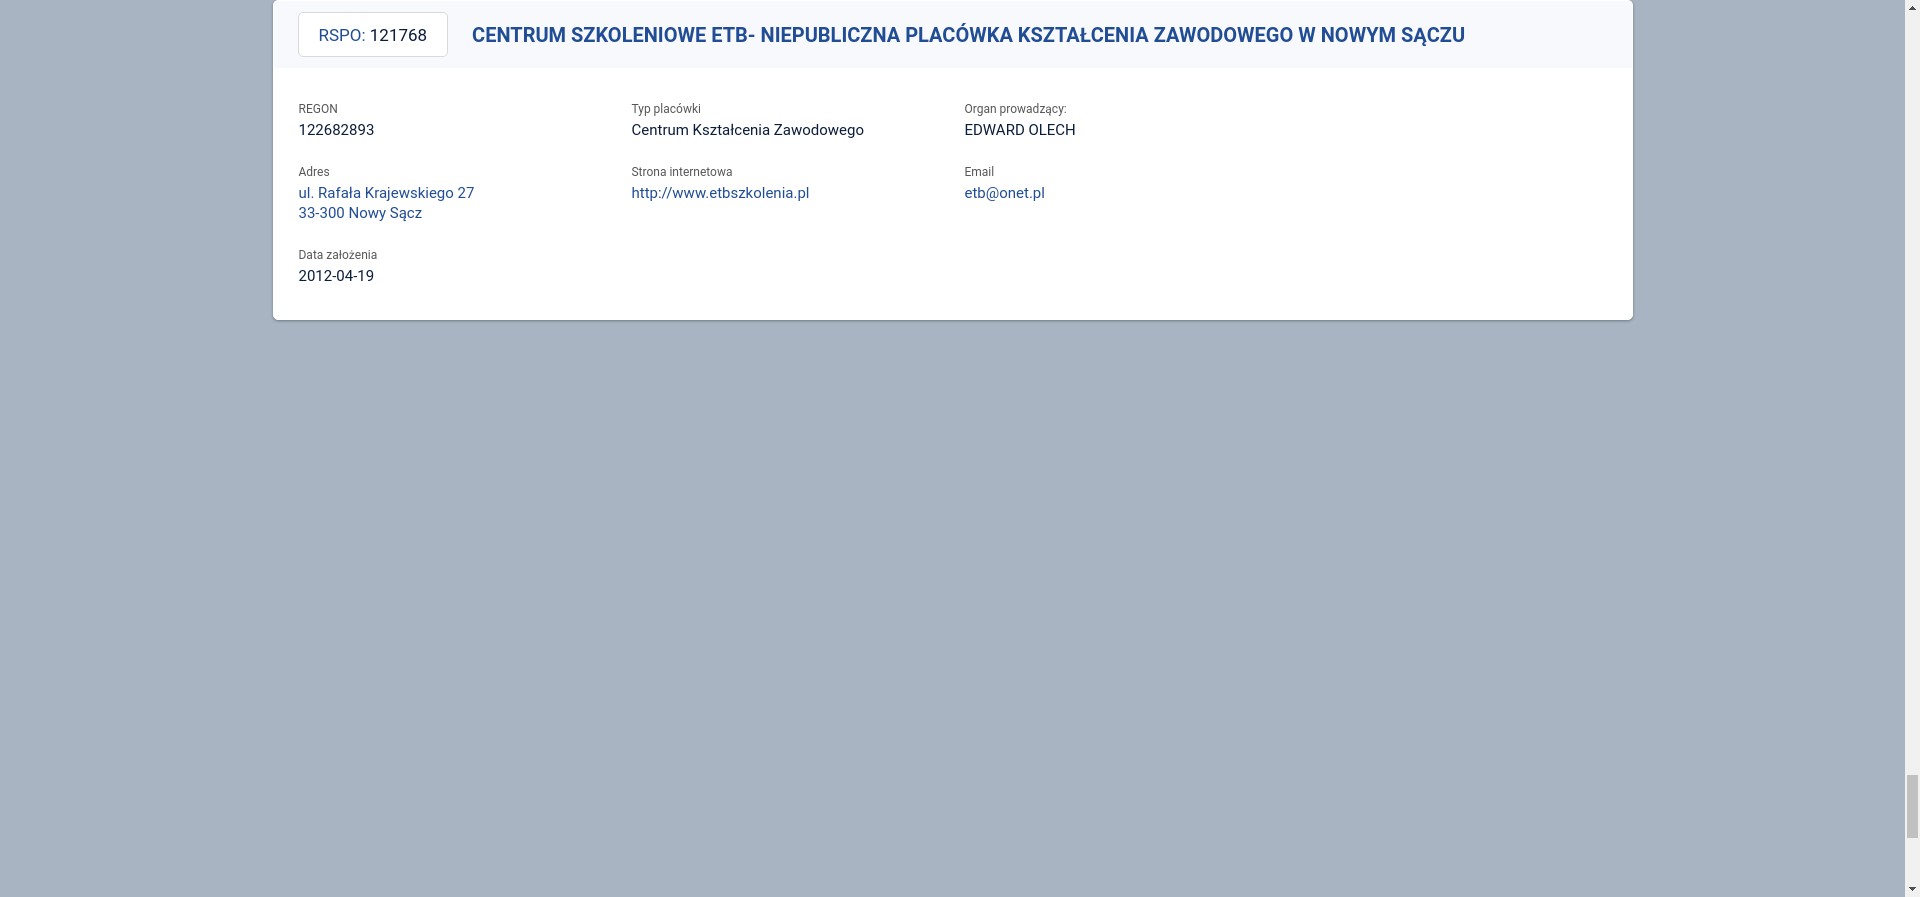 RSPO: 121768
CENTRUM SZKOLENIOWE ETB- NIEPUBLICZNA PLACÓWKA KSZTAŁCENIA ZAWODOWEGO W NOWYM SĄCZU
REGON
122682893
Typ placówki
Centrum Kształcenia Zawodowego
Organ prowadzący:
EDWARD OLECH
Adres
ul. Rafała Krajewskiego 27
33-300 Nowy Sącz
Strona internetowa
http://www.etbszkolenia.pl
Email
etb@onet.pl
Data założenia
2012-04-19